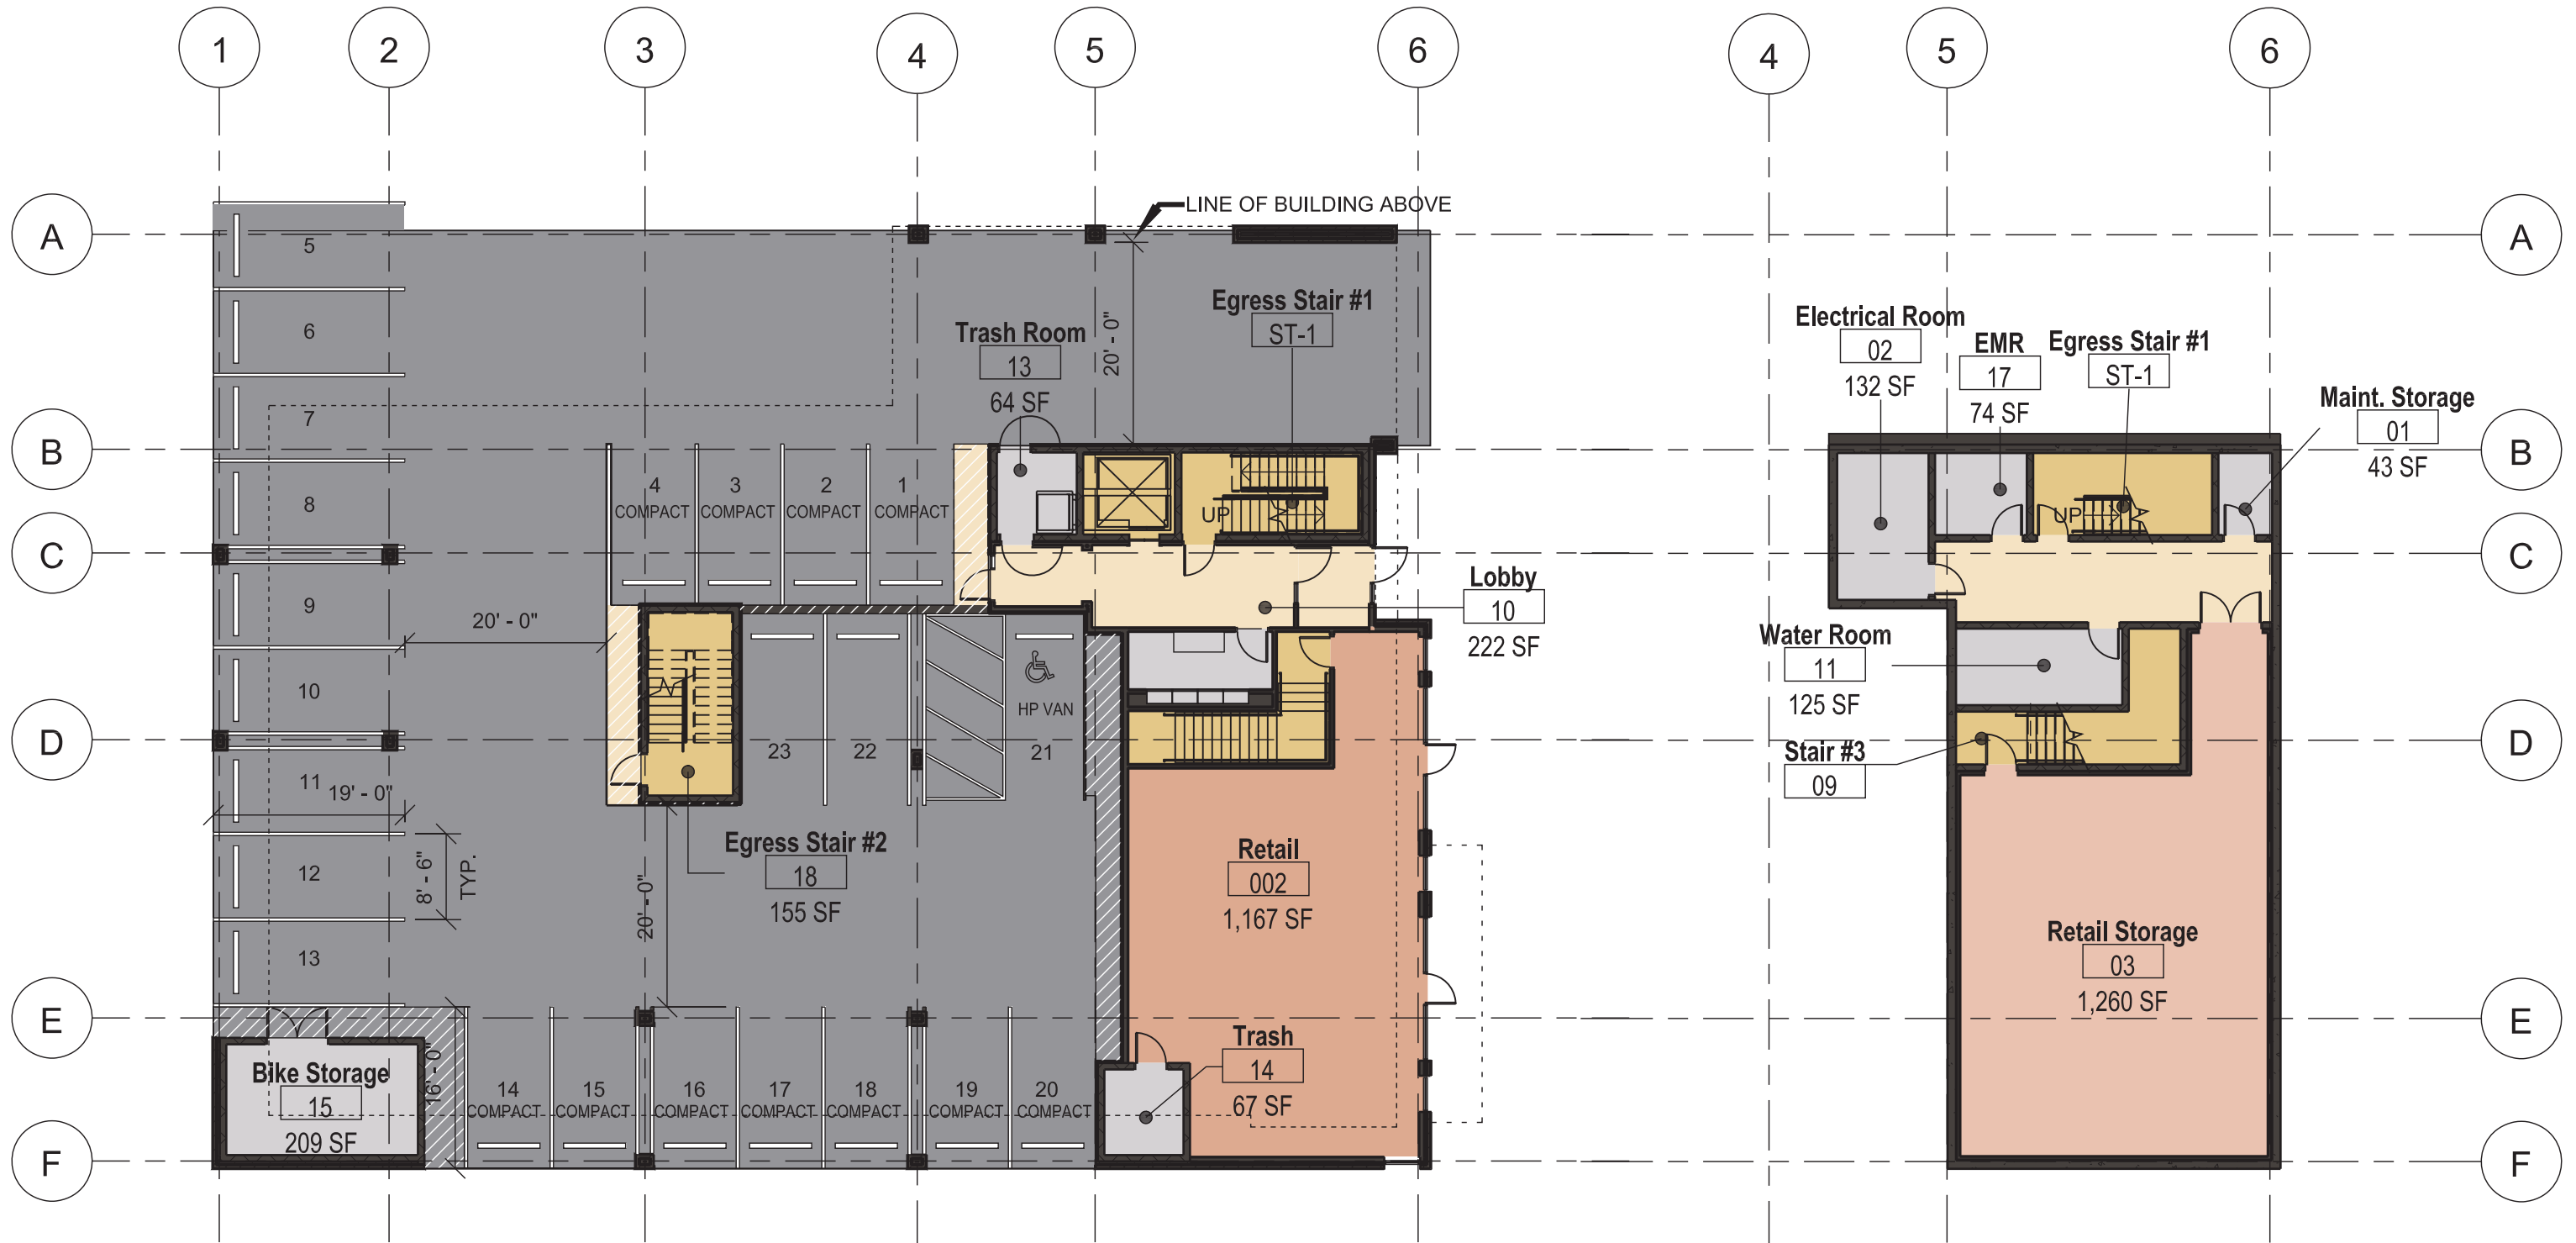 1 2 3 4 5 6 4 5 6
A A
LINE OF BUILDING ABOVE
5
Egress Stair #1
ST-1
20' - 0"
Trash Room
13
64 SF
6
7
Electrical Room
02
132 SF
EMR
17
74 SF
Egress Stair #1
ST-1
Maint. Storage
01
43 SF
B B
4
COMPACT
3
COMPACT
2
COMPACT
1
COMPACT
8
UP
UP
C C
9
20' - 0"
Lobby
10
222 SF
Water Room
11
125 SF
10
HP VAN
D D
23
22
21
Stair #3
09
11
19' - 0"
12
8' - 6"
TYP.
Egress Stair #2
18
155 SF
20' - 0"
Retail
002
1,167 SF
13
Retail Storage
03
1,260 SF
E E
Bike Storage
15
209 SF
16' - 0"
14
COMPACT
15
COMPACT
16
COMPACT
17
COMPACT
18
COMPACT
19
COMPACT
20
COMPACT
Trash
14
67 SF
F F